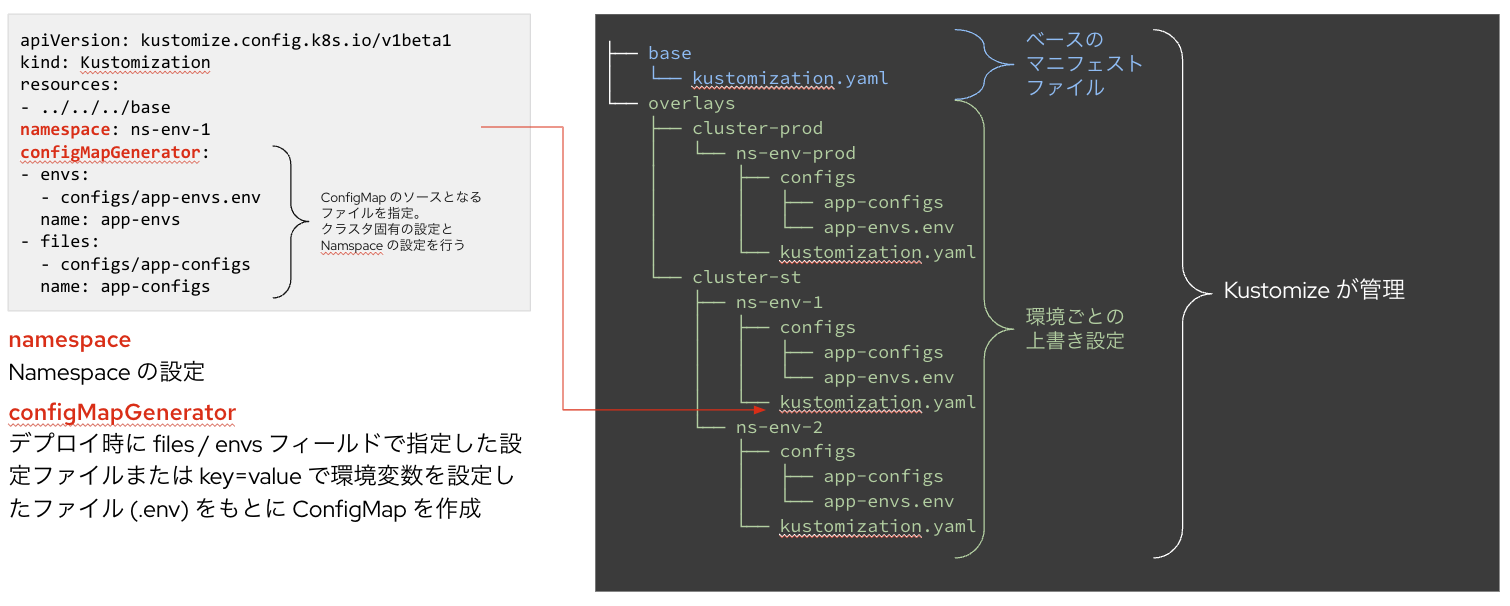 apiVersion: kustomize.config.k8s.io/v1beta1
kind: Kustomization
resources:
- ../../../base
namespace: ns-env-1
configMapGenerator:
- envs:
  - configs/app-envs.env
  name: app-envs
- files:
  - configs/app-configs
  name: app-configs
ConfigMap のソースとなる
ファイルを指定。
クラスタ固有の設定と
Namspace の設定を行う
namespace
Namespace の設定
configMapGenerator
デプロイ時に files / envs フィールドで指定した設
定ファイルまたは key=value で環境変数を設定し
たファイル (.env) をもとに ConfigMap を作成
├── base
│   └── kustomization.yaml
└── overlays
    ├── cluster-prod
    │   └── ns-env-prod
    │       ├── configs
    │       │   ├── app-configs
    │       │   └── app-envs.env
    │       └── kustomization.yaml
    └── cluster-st
        ├── ns-env-1
        │   ├── configs
        │   │   ├── app-configs
        │   │   └── app-envs.env
        │   └── kustomization.yaml
        └── ns-env-2
            ├── configs
            │   ├── app-configs
            │   └── app-envs.env
            └── kustomization.yaml
ベースの
マニフェスト
ファイル
環境ごとの
上書き設定
Kustomize が管理